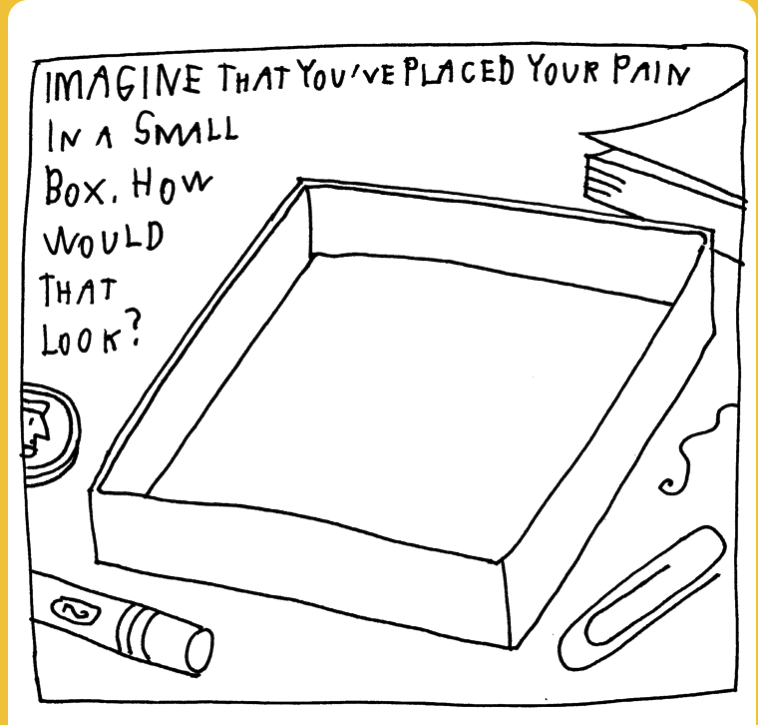 IMAGINE THAT YOU'VE PLACED YOUR PAIN
IN A SMALL
BOX. HOW
WOULD
THAT
LOOK?